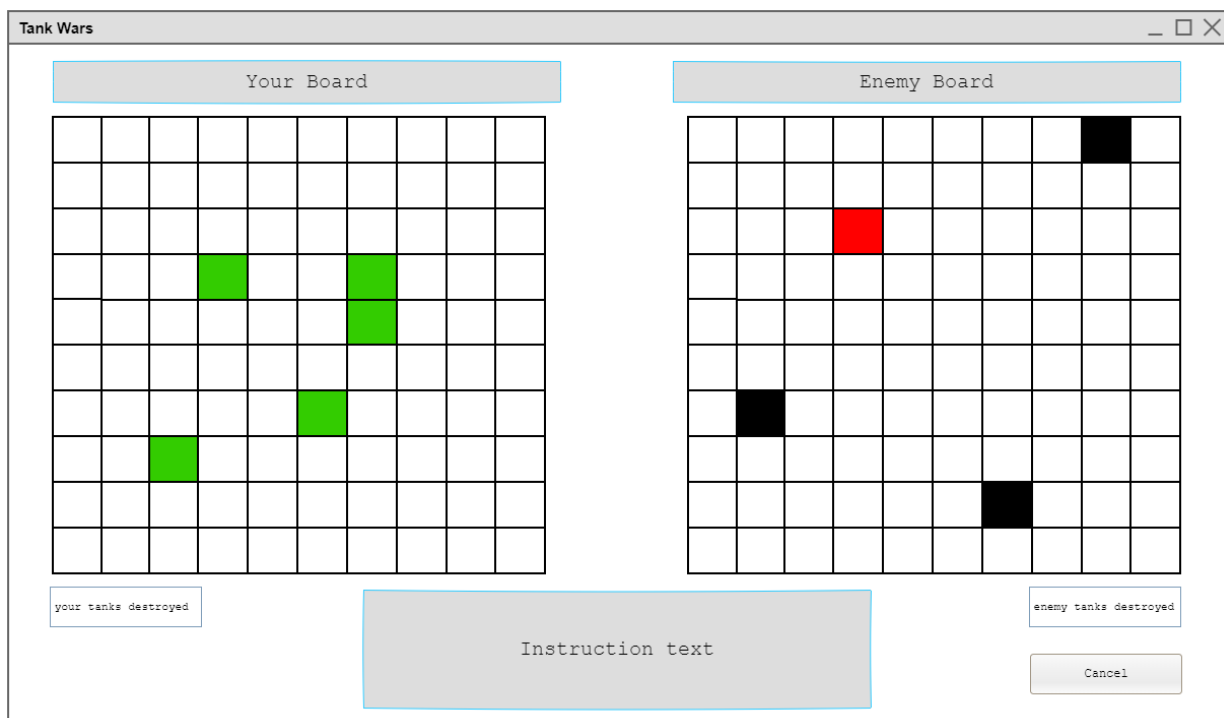 Tank Wars
Your Board
Enemy Board
your tanks destroyed
enemy tanks destroyed
Instruction text
Cancel